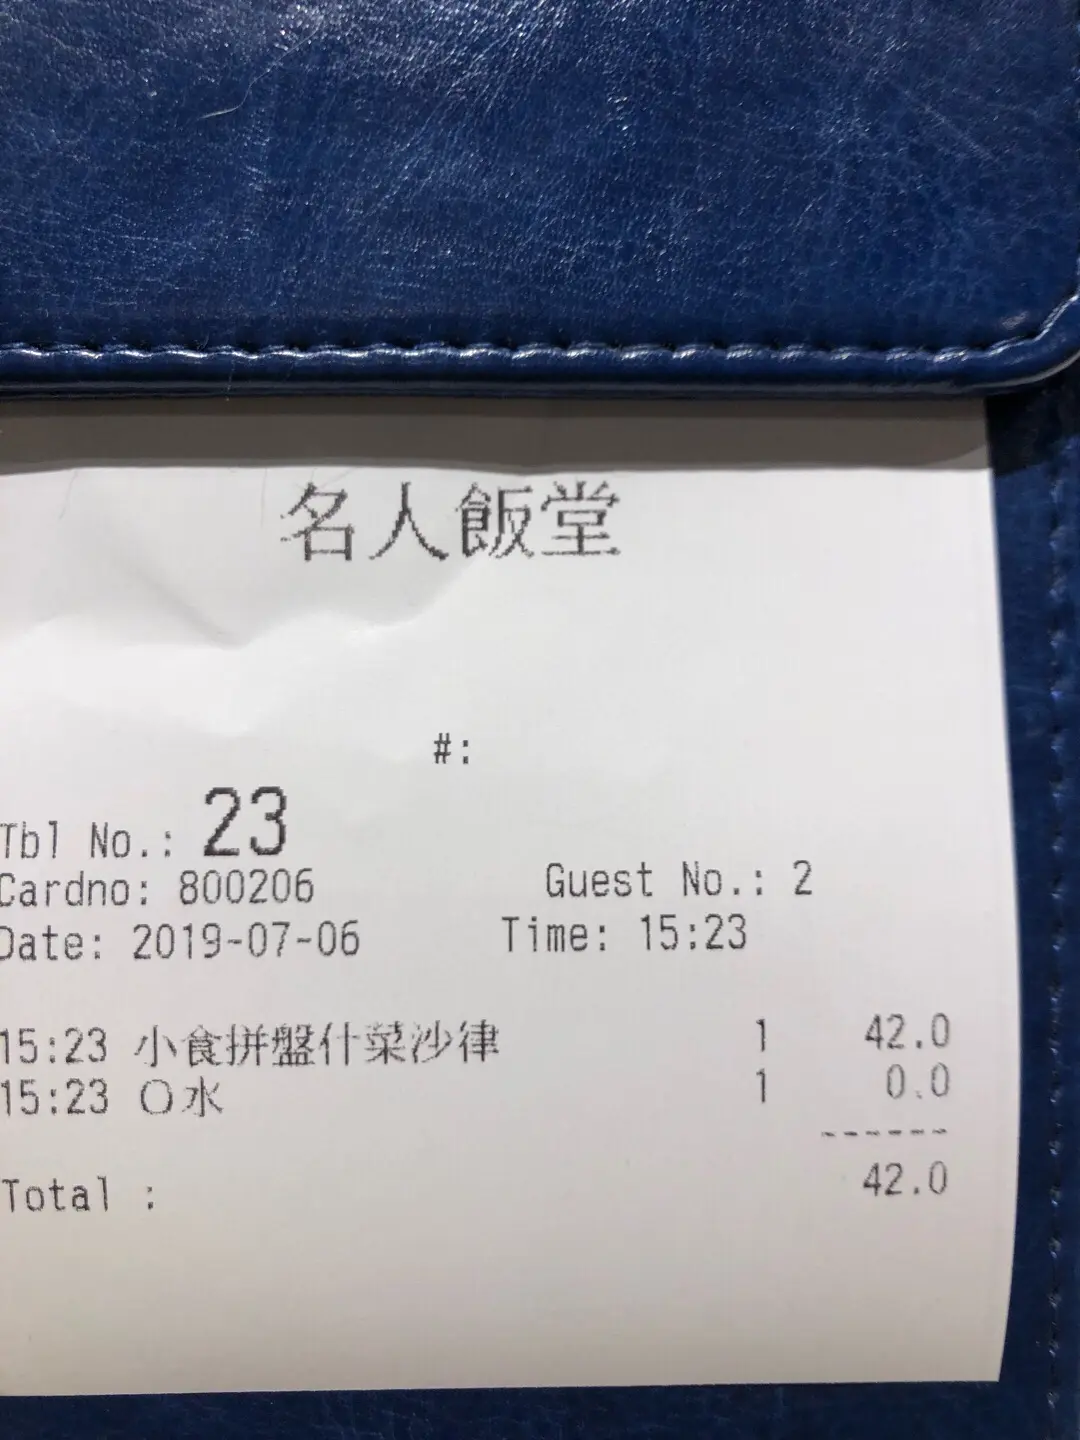 名人飯堂
#:
Tbl No.: 23
Cardno: 800206 Guest No.: 2
Date: 2019-07-06 Time: 15:23
15:23 小食拼盤什菜沙律 1 42.0
15:23 〇水 1 0.0
------
Total : 42.0